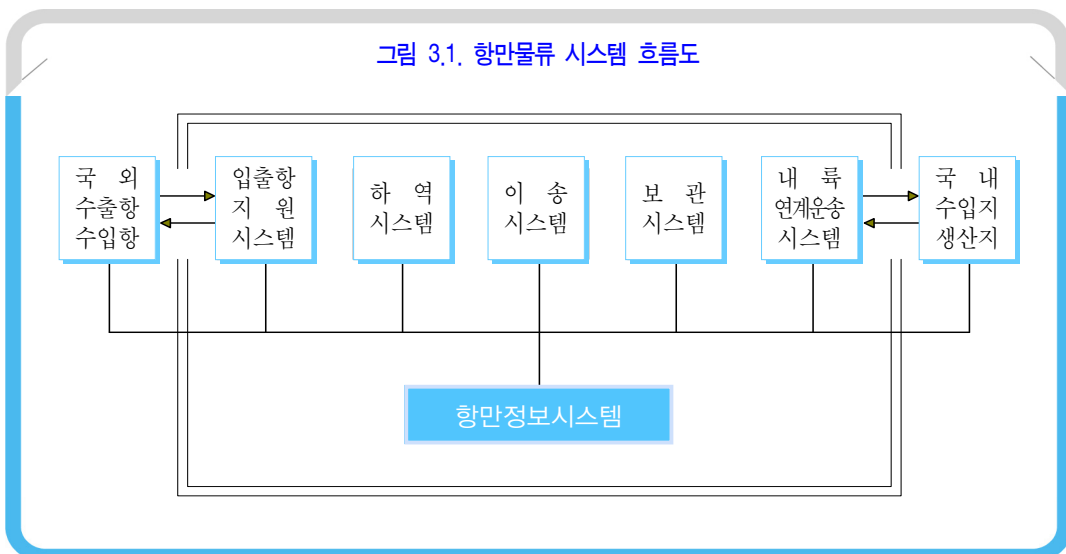 그림 3.1. 항만물류 시스템 흐름도
국 외
수출항
수입항
입출항
지 원
시스템
하 역
시스템
이 송
시스템
보 관
시스템
내 륙
연계운송
시스템
국 내
수입지
생산지
항만정보시스템